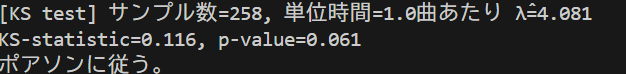 [KS test] サンプル数=258, 単位時間=1.0曲あたり λ̂=4.081
KS-statistic=0.116, p-value=0.061
ポアソンに従う。